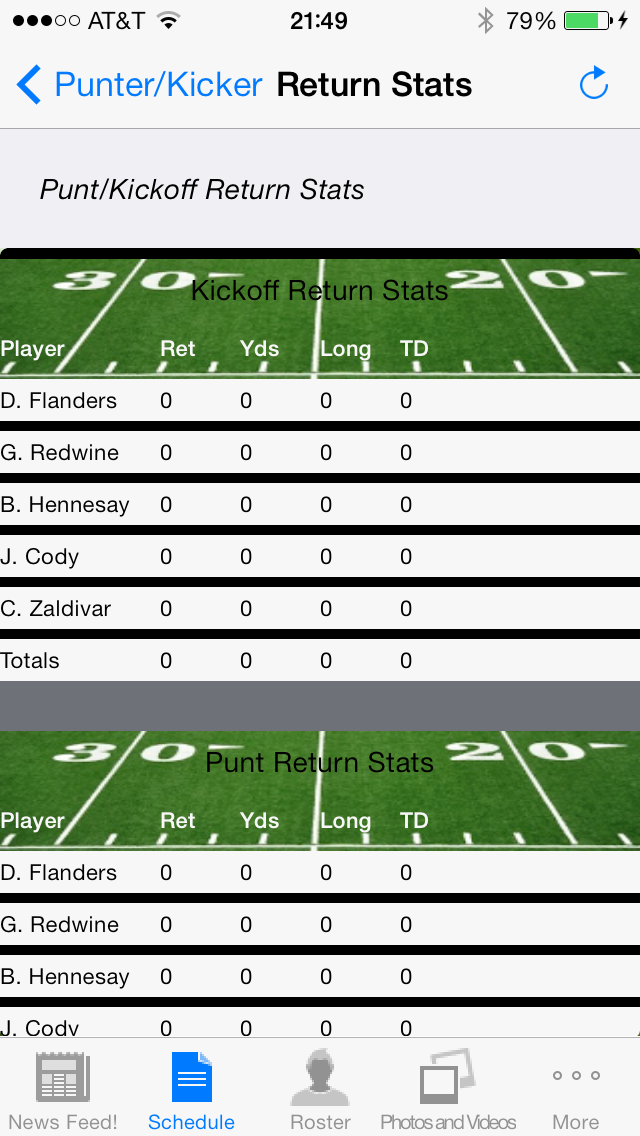 AT&T 21:49 79%
Punter/Kicker Return Stats
Punt/Kickoff Return Stats
30 20
Kickoff Return Stats
Player Ret Yds Long TD
D. Flanders 0 0 0 0
G. Redwine 0 0 0 0
B. Hennesay 0 0 0 0
J. Cody 0 0 0 0
C. Zaldivar 0 0 0 0
Totals 0 0 0 0
30 20
Punt Return Stats
Player Ret Yds Long TD
D. Flanders 0 0 0 0
G. Redwine 0 0 0 0
B. Hennesay 0 0 0 0
J. Cody 0 0 0 0
News Feed! Schedule Roster Photos and Videos More